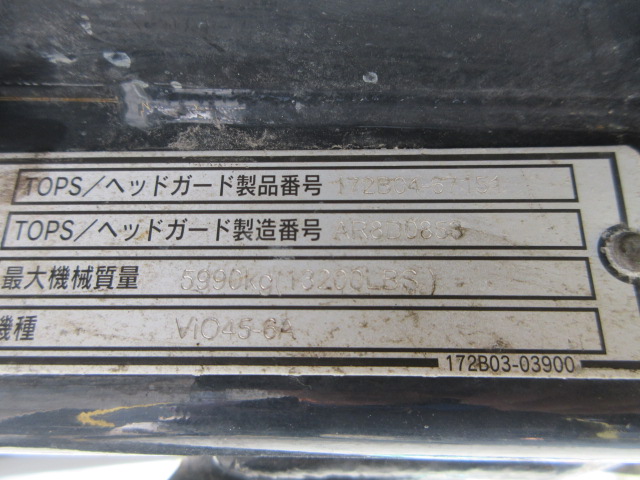 TOPS/ヘッドガード製品番号
TOPS/ヘッドガード製造番号
最大機械質量 5990kg(13200LBS)
機種 ViO45-6A
172B03-03900